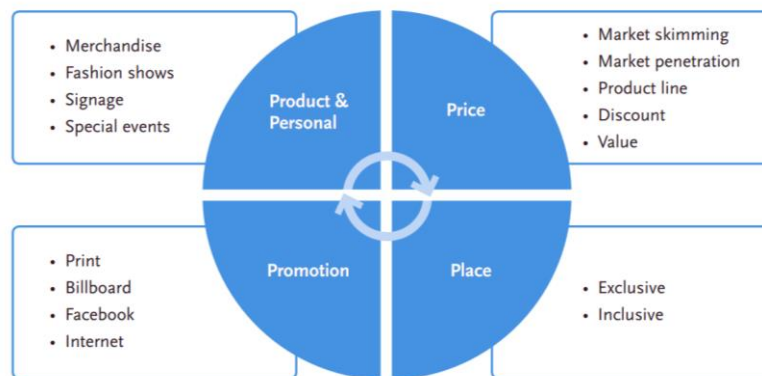 • Merchandise
• Fashion shows
• Signage
• Special events
Product &
Personal
Price
• Market skimming
• Market penetration
• Product line
• Discount
• Value
• Print
• Billboard
• Facebook
• Internet
Promotion
Place
• Exclusive
• Inclusive